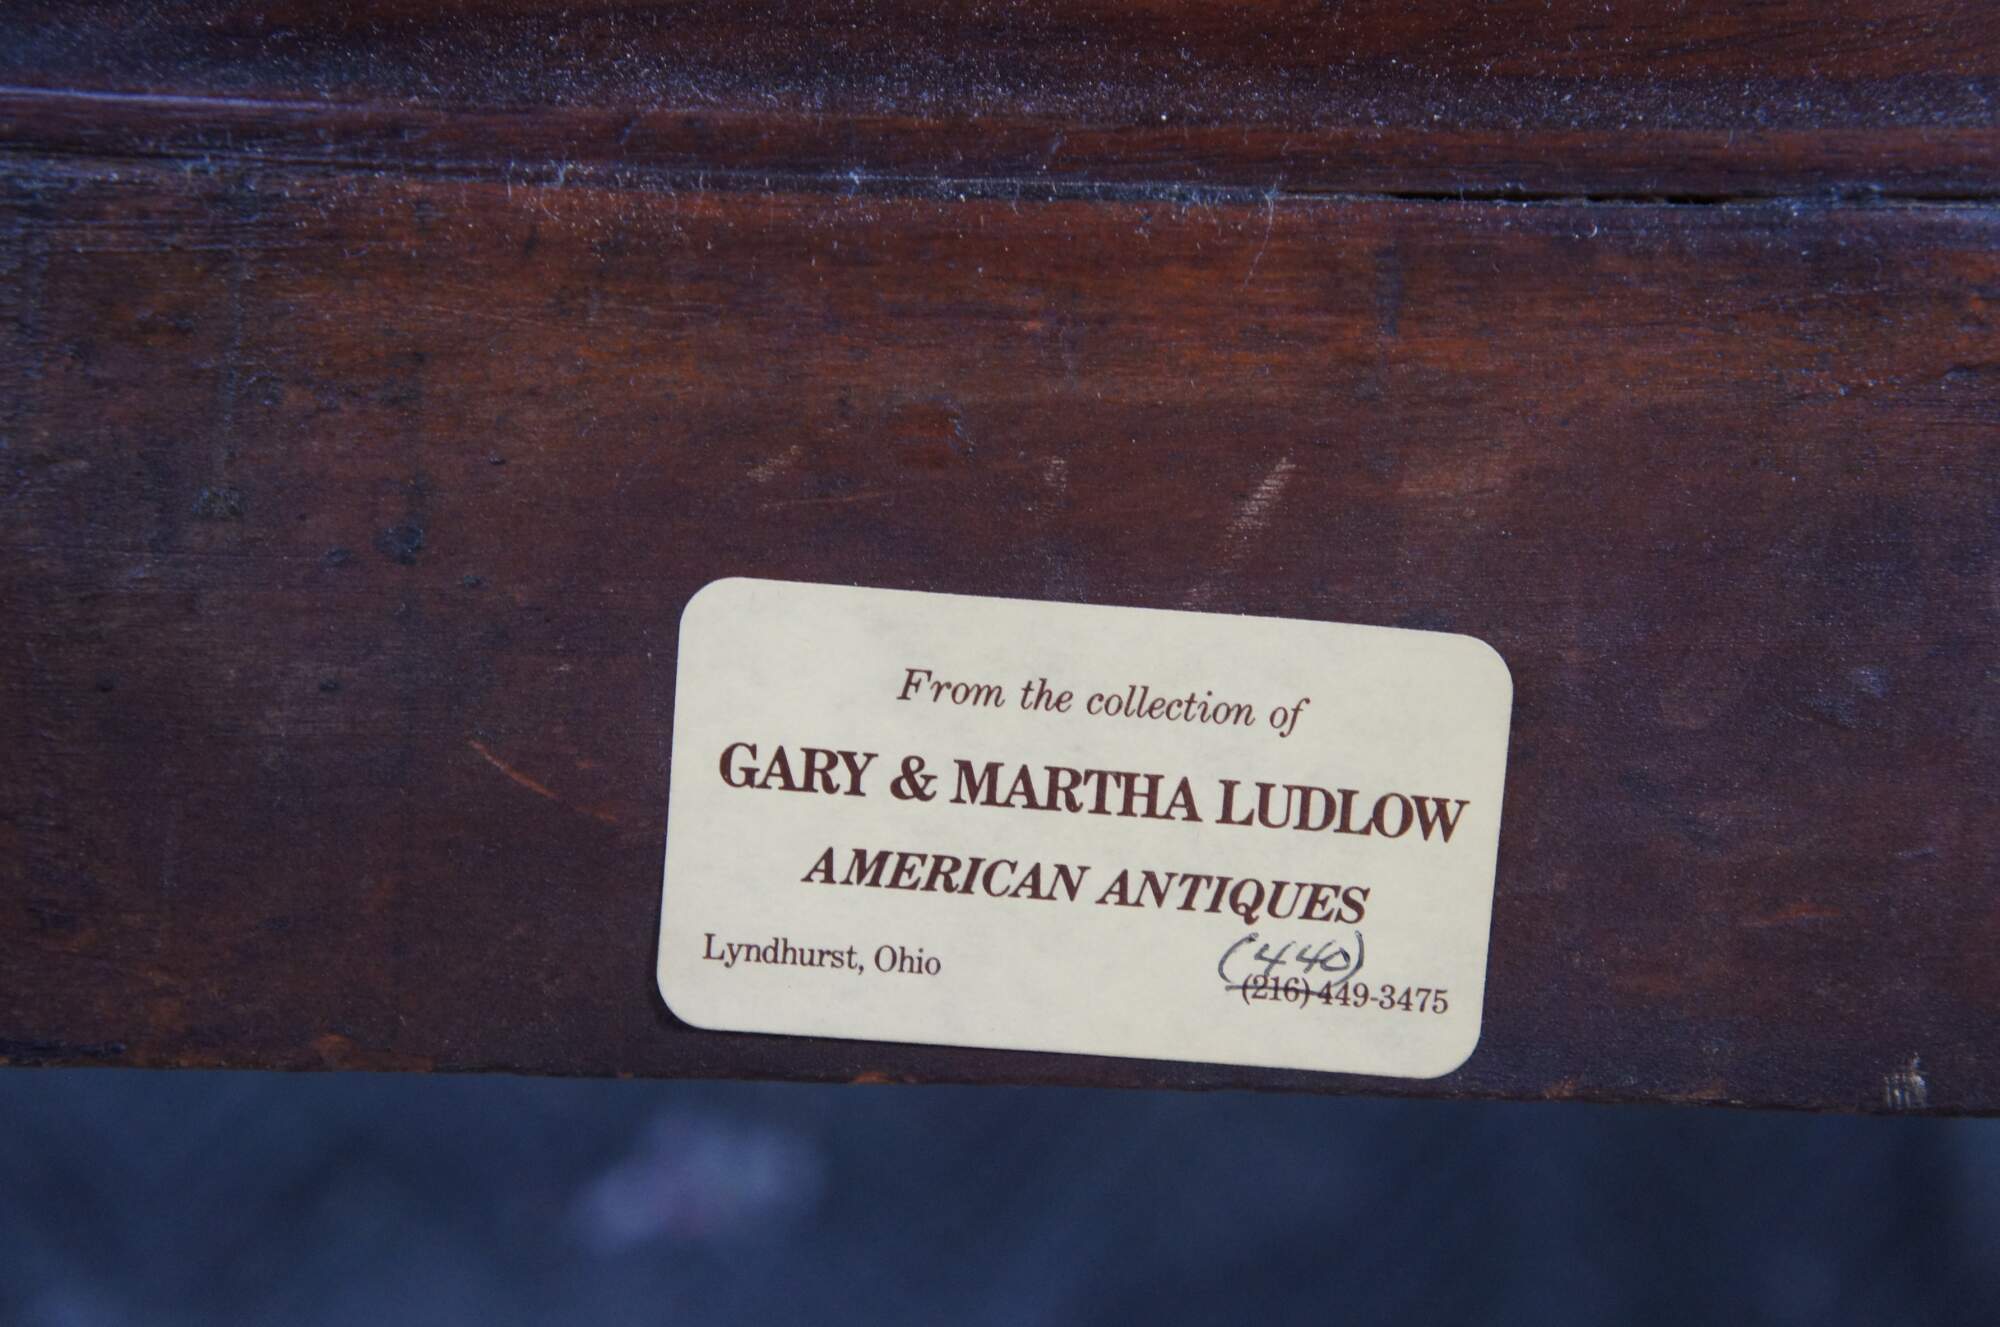 From the collection of
GARY & MARTHA LUDLOW
AMERICAN ANTIQUES
(440)
Lyndhurst, Ohio (216) 449-3475